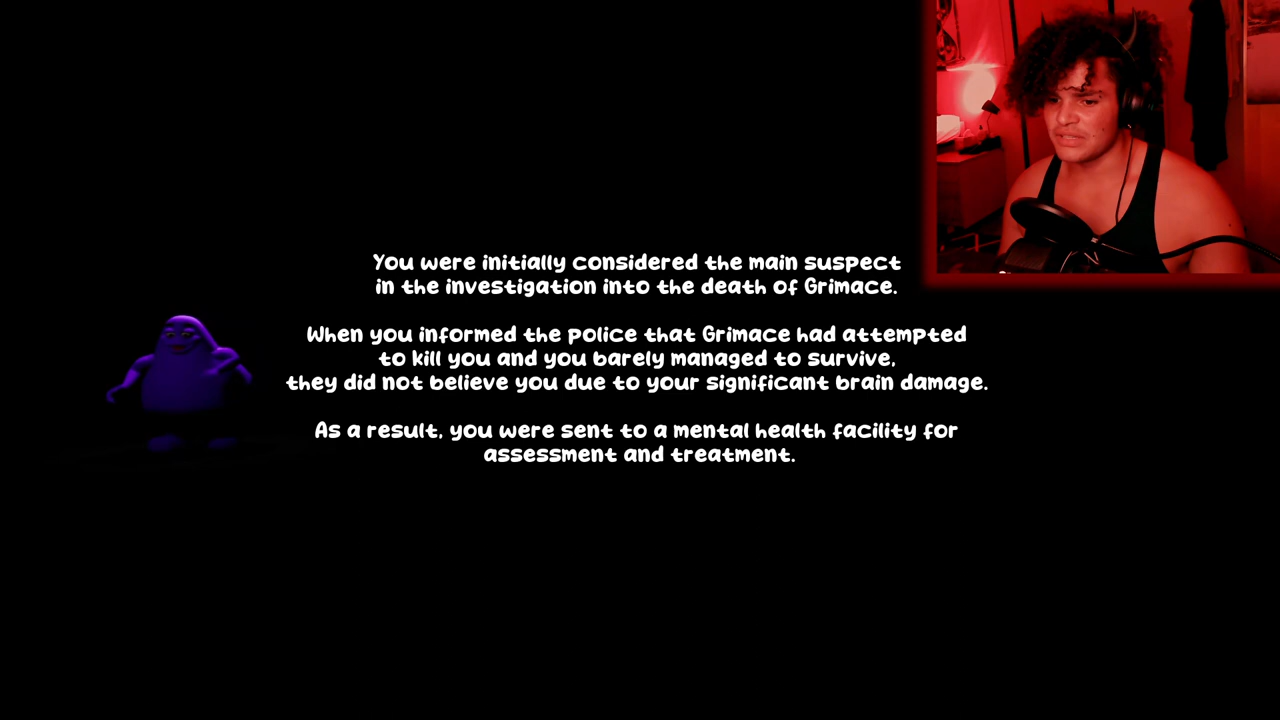 You were initially considered the main suspect
in the investigation into the death of Grimace.
When you informed the police that Grimace had attempted
to kill you and you barely managed to survive,
they did not believe you due to your significant brain damage.
As a result, you were sent to a mental health facility for
assessment and treatment.